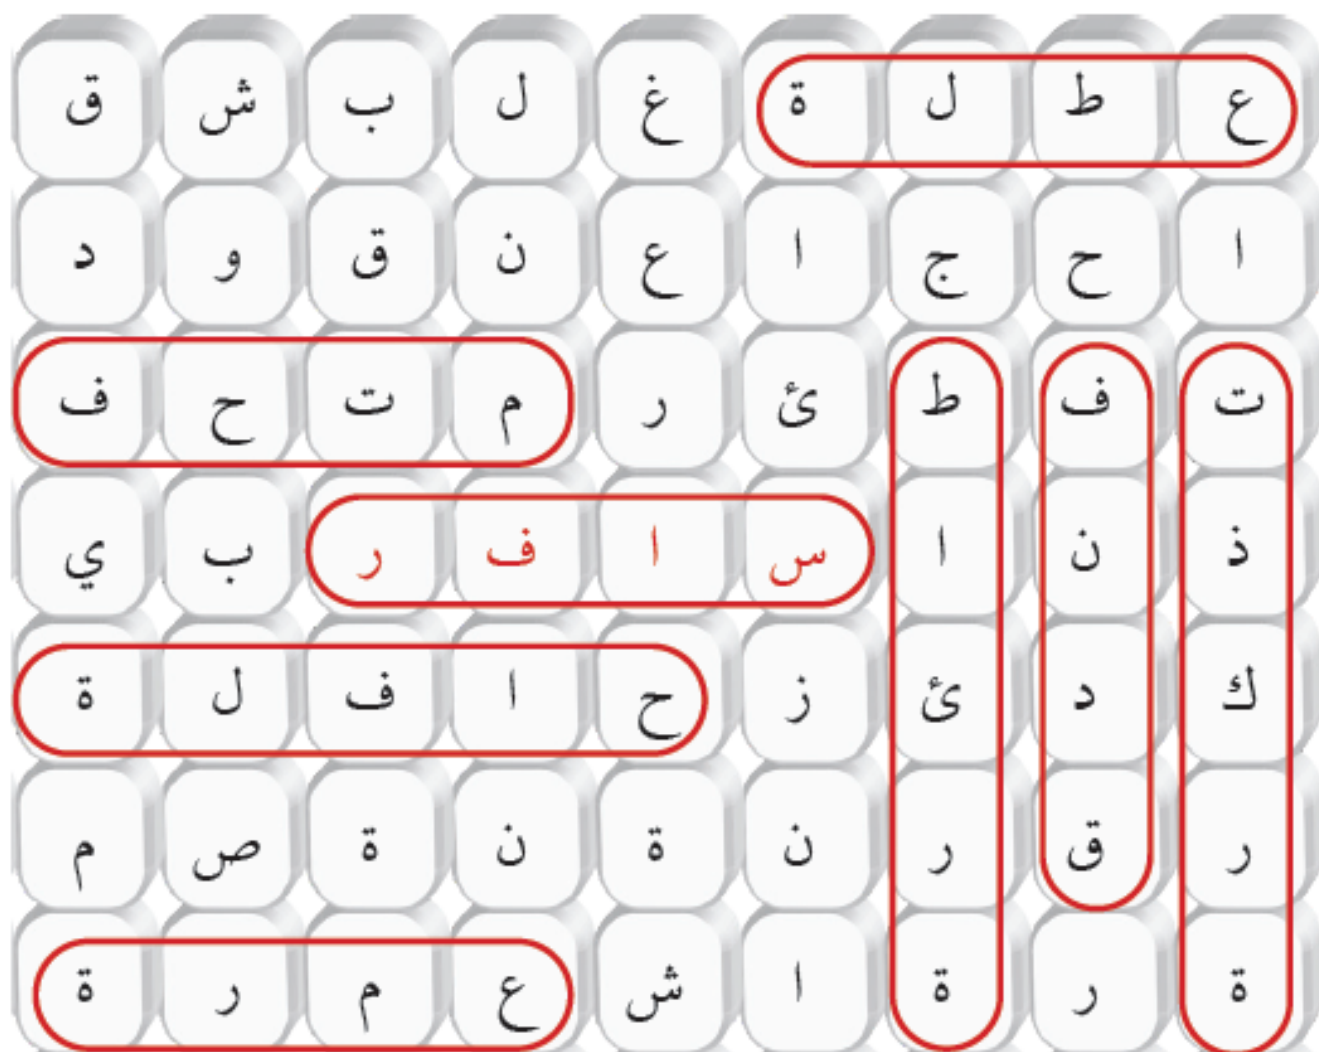 ع ط ل ة غ ل ب ش ق
ا ح ج ا ع ن ق و د
ت ف ط ئ ر م ت ح ف
ذ ن ا س ا ف ر ب ي
ك د ئ ز ح ا ف ل ة
ر ق ر ن ة ن ة ص م
ة ر ة ا ش ع م ر ة